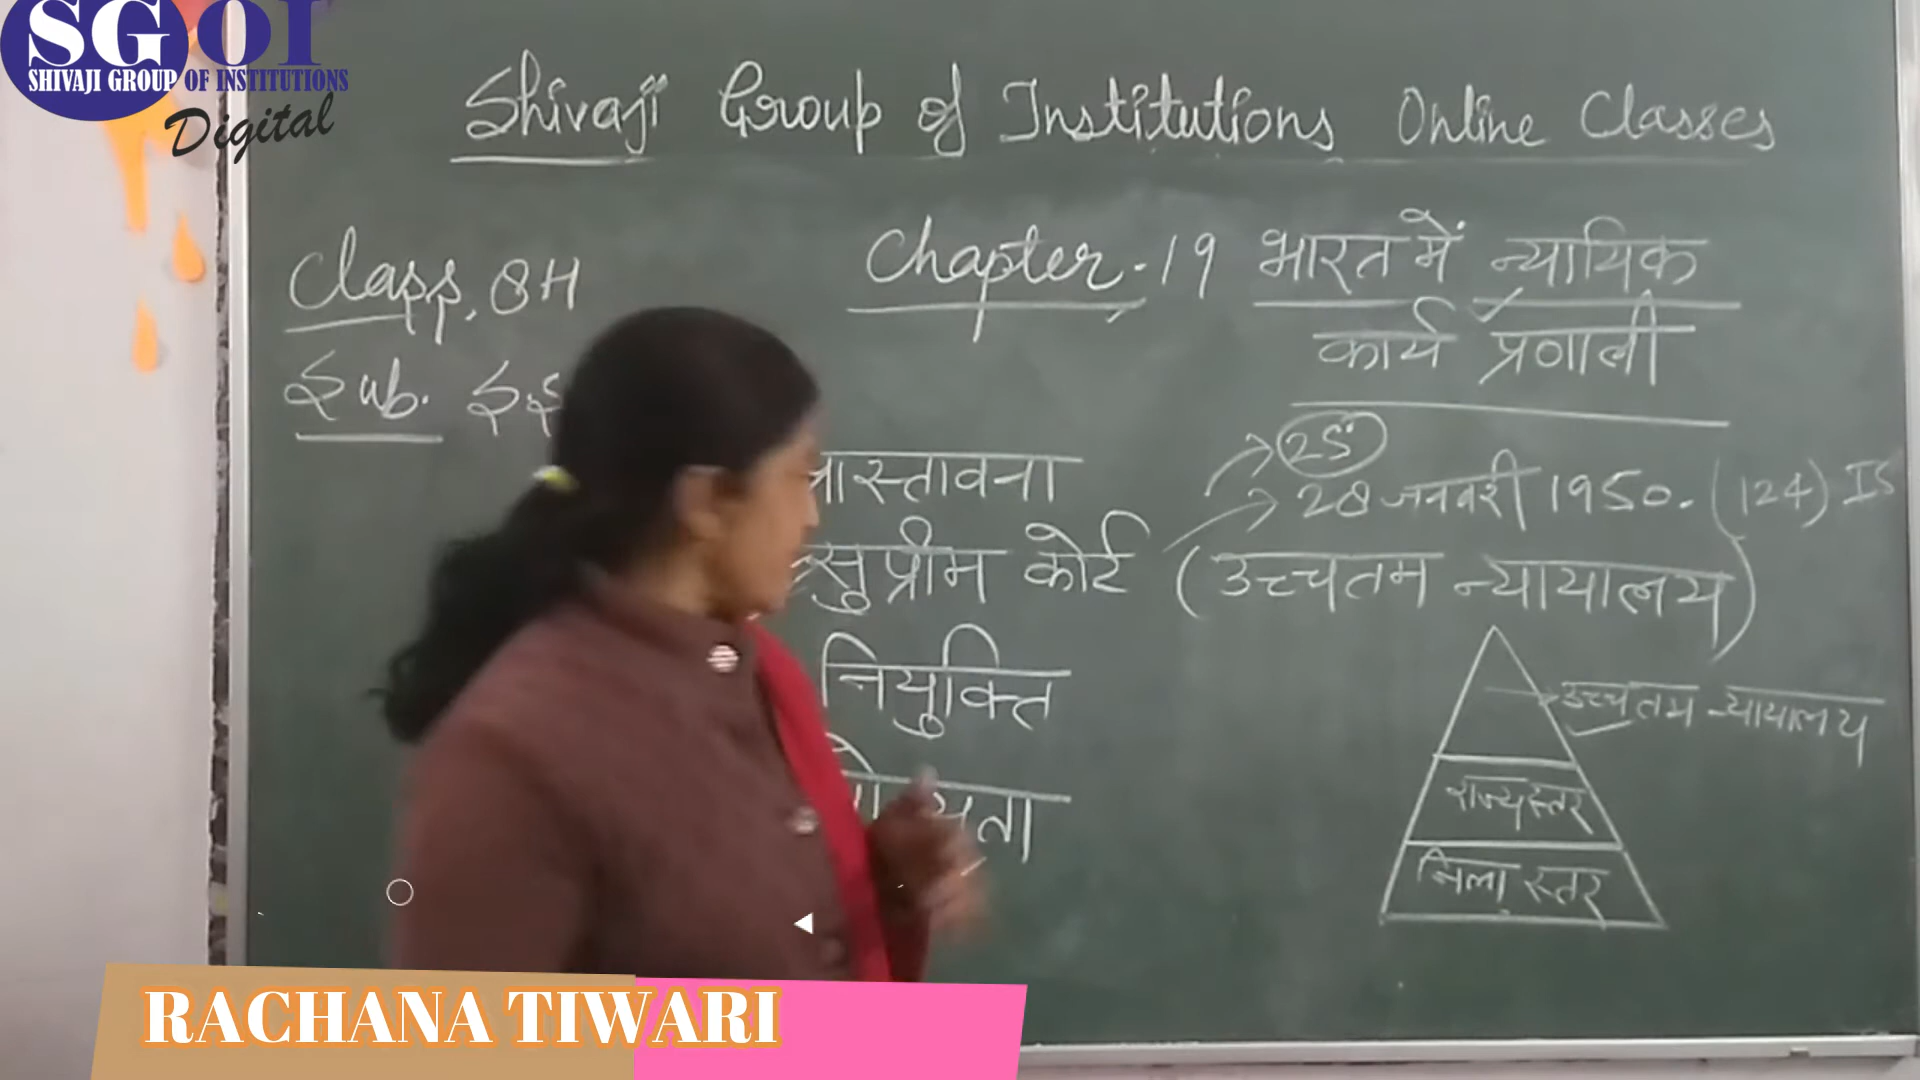 SGOI
SHIVAJI GROUP OF INSTITUTIONS
Digital
Shivaji Group of Institutions Online Classes
Class. 8H
Chapter-19 भारत में न्यायिक
कार्य प्रणाली
Sub.
25
28 जनवरी 1950. (124)
सुप्रीम कोर्ट (उच्चतम न्यायालय)
नियुक्ति
उच्चतम न्यायालय
राज्य स्तर
जिला स्तर
RACHANA TIWARI